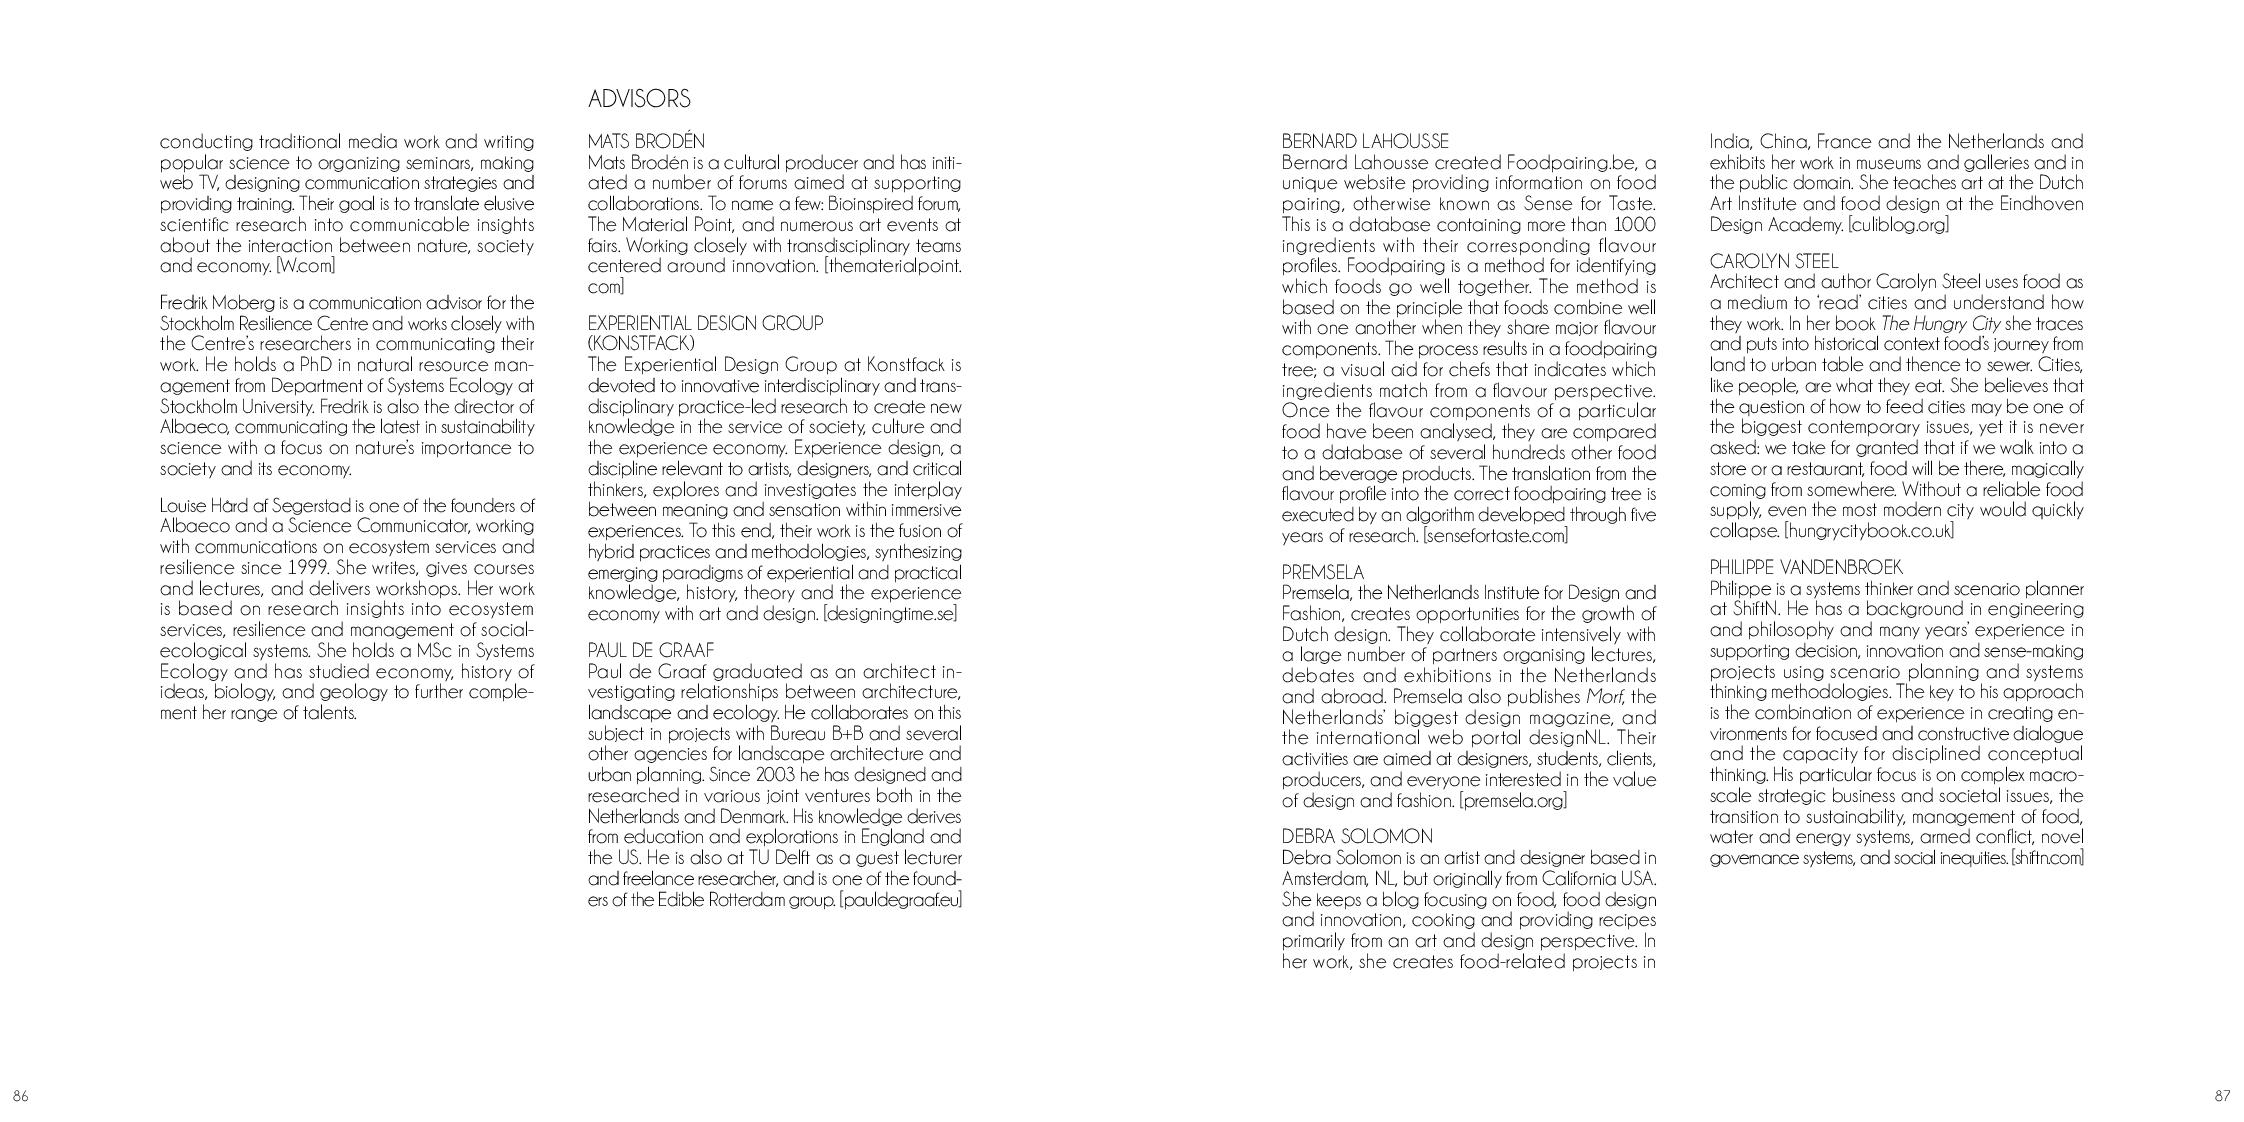 conducting traditional media work and writing
popular science to organizing seminars, making
web TV, designing communication strategies and
providing training. Their goal is to translate elusive
scientific research into communicable insights
about the interaction between nature, society
and economy. [W.com]
Fredrik Moberg is a communication advisor for the
Stockholm Resilience Centre and works closely with
the Centre's researchers in communicating their
work. He holds a PhD in natural resource man-
agement from Department of Systems Ecology at
Stockholm University. Fredrik is also the director of
Albaeco, communicating the latest in sustainability
science with a focus on nature's importance to
society and its economy.
Louise Hård af Segerstad is one of the founders of
Albaeco and a Science Communicator, working
with communications on ecosystem services and
resilience since 1999. She writes, gives courses
and lectures, and delivers workshops. Her work
is based on research insights into ecosystem
services, resilience and management of social-
ecological systems. She holds a MSc in Systems
Ecology and has studied economy, history of
ideas, biology, and geology to further comple-
ment her range of talents.
ADVISORS
MATS BRODÉN
Mats Brodén is a cultural producer and has initi-
ated a number of forums aimed at supporting
collaborations. To name a few: Bioinspired forum,
The Material Point, and numerous art events at
fairs. Working closely with transdisciplinary teams
centered around innovation. [thematerialpoint.
com]
EXPERIENTIAL DESIGN GROUP
(KONSTFACK)
The Experiential Design Group at Konstfack is
devoted to innovative interdisciplinary and trans-
disciplinary practice-led research to create new
knowledge in the service of society, culture and
the experience economy. Experience design, a
discipline relevant to artists, designers, and critical
thinkers, explores and investigates the interplay
between meaning and sensation within immersive
experiences. To this end, their work is the fusion of
hybrid practices and methodologies, synthesizing
emerging paradigms of experiential and practical
knowledge, history, theory and the experience
economy with art and design. [designingtime.se]
PAUL DE GRAAF
Paul de Graaf graduated as an architect in-
vestigating relationships between architecture,
landscape and ecology. He collaborates on this
subject in projects with Bureau B+B and several
other agencies for landscape architecture and
urban planning. Since 2003 he has designed and
researched in various joint ventures both in the
Netherlands and Denmark. His knowledge derives
from education and explorations in England and
the US. He is also at TU Delft as a guest lecturer
and freelance researcher, and is one of the found-
ers of the Edible Rotterdam group. [pauldegraaf.eu]
86
BERNARD LAHOUSSE
Bernard Lahousse created Foodpairing.be, a
unique website providing information on food
pairing, otherwise known as Sense for Taste.
This is a database containing more than 1000
ingredients with their corresponding flavour
profiles. Foodpairing is a method for identifying
which foods go well together. The method is
based on the principle that foods combine well
with one another when they share major flavour
components. The process results in a foodpairing
tree; a visual aid for chefs that indicates which
ingredients match from a flavour perspective.
Once the flavour components of a particular
food have been analysed, they are compared
to a database of several hundreds other food
and beverage products. The translation from the
flavour profile into the correct foodpairing tree is
executed by an algorithm developed through five
years of research. [sensefortaste.com]
PREMSELA
Premsela, the Netherlands Institute for Design and
Fashion, creates opportunities for the growth of
Dutch design. They collaborate intensively with
a large number of partners organising lectures,
debates and exhibitions in the Netherlands
and abroad. Premsela also publishes Morf, the
Netherlands' biggest design magazine, and
the international web portal designNL. Their
activities are aimed at designers, students, clients,
producers, and everyone interested in the value
of design and fashion. [premsela.org]
DEBRA SOLOMON
Debra Solomon is an artist and designer based in
Amsterdam, NL, but originally from California USA.
She keeps a blog focusing on food, food design
and innovation, cooking and providing recipes
primarily from an art and design perspective. In
her work, she creates food-related projects in
India, China, France and the Netherlands and
exhibits her work in museums and galleries and in
the public domain. She teaches art at the Dutch
Art Institute and food design at the Eindhoven
Design Academy. [culiblog.org]
CAROLYN STEEL
Architect and author Carolyn Steel uses food as
a medium to 'read' cities and understand how
they work. In her book The Hungry City she traces
and puts into historical context food's journey from
land to urban table and thence to sewer. Cities,
like people, are what they eat. She believes that
the question of how to feed cities may be one of
the biggest contemporary issues, yet it is never
asked: we take for granted that if we walk into a
store or a restaurant, food will be there, magically
coming from somewhere. Without a reliable food
supply, even the most modern city would quickly
collapse. [hungrycitybook.co.uk]
PHILIPPE VANDENBROEK
Philippe is a systems thinker and scenario planner
at ShiftN. He has a background in engineering
and philosophy and many years' experience in
supporting decision, innovation and sense-making
projects using scenario planning and systems
thinking methodologies. The key to his approach
is the combination of experience in creating en-
vironments for focused and constructive dialogue
and the capacity for disciplined conceptual
thinking. His particular focus is on complex macro-
scale strategic business and societal issues, the
transition to sustainability, management of food,
water and energy systems, armed conflict, novel
governance systems, and social inequities. [shiftn.com]
87